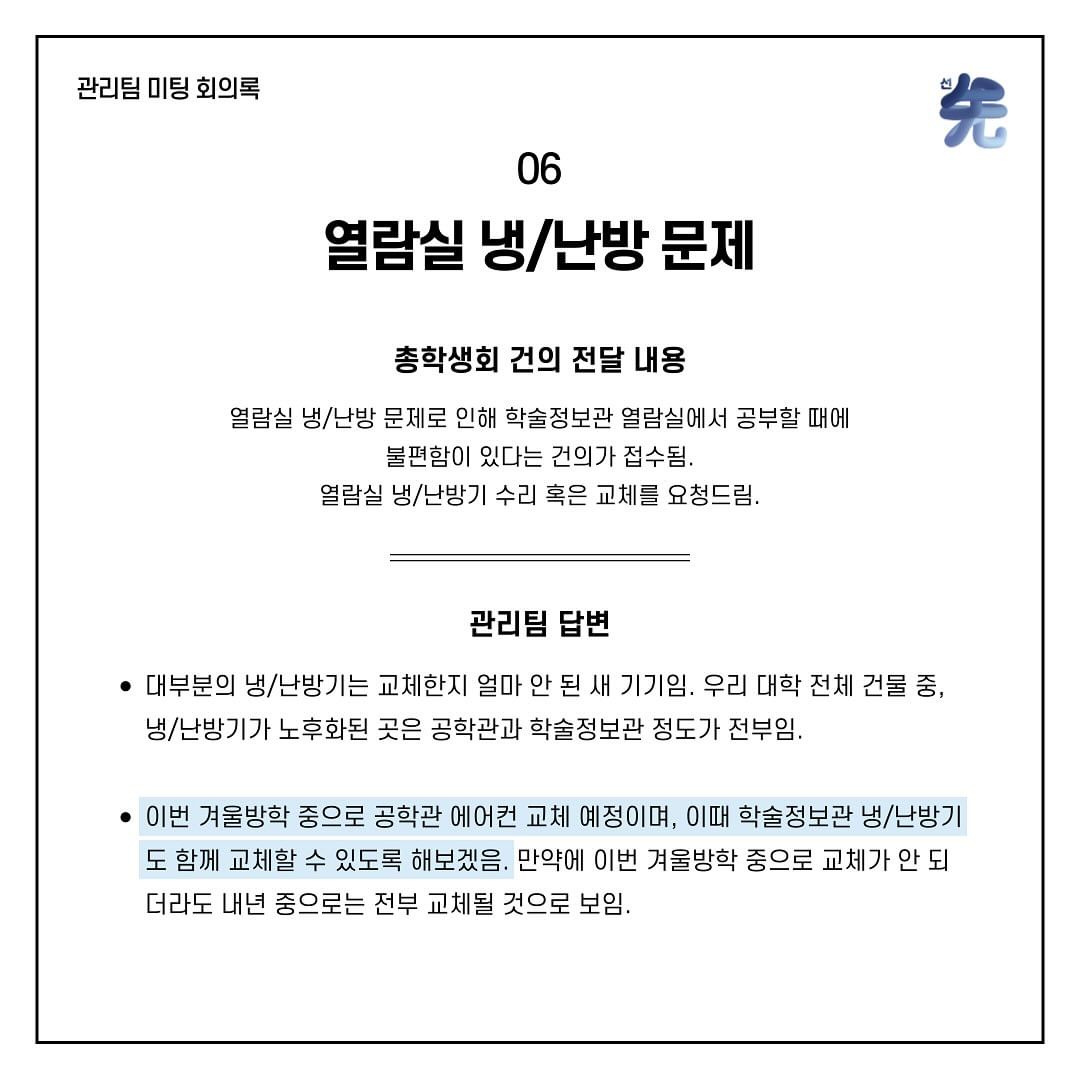 관리팀 미팅 회의록
선
先
06
열람실 냉/난방 문제
총학생회 건의 전달 내용
열람실 냉/난방 문제로 인해 학술정보관 열람실에서 공부할 때에
불편함이 있다는 건의가 접수됨.
열람실 냉/난방기 수리 혹은 교체를 요청드림.
관리팀 답변
• 대부분의 냉/난방기는 교체한지 얼마 안 된 새 기기임. 우리 대학 전체 건물 중,
냉/난방기가 노후화된 곳은 공학관과 학술정보관 정도가 전부임.
• 이번 겨울방학 중으로 공학관 에어컨 교체 예정이며, 이때 학술정보관 냉/난방기
도 함께 교체할 수 있도록 해보겠음. 만약에 이번 겨울방학 중으로 교체가 안 되
더라도 내년 중으로는 전부 교체될 것으로 보임.